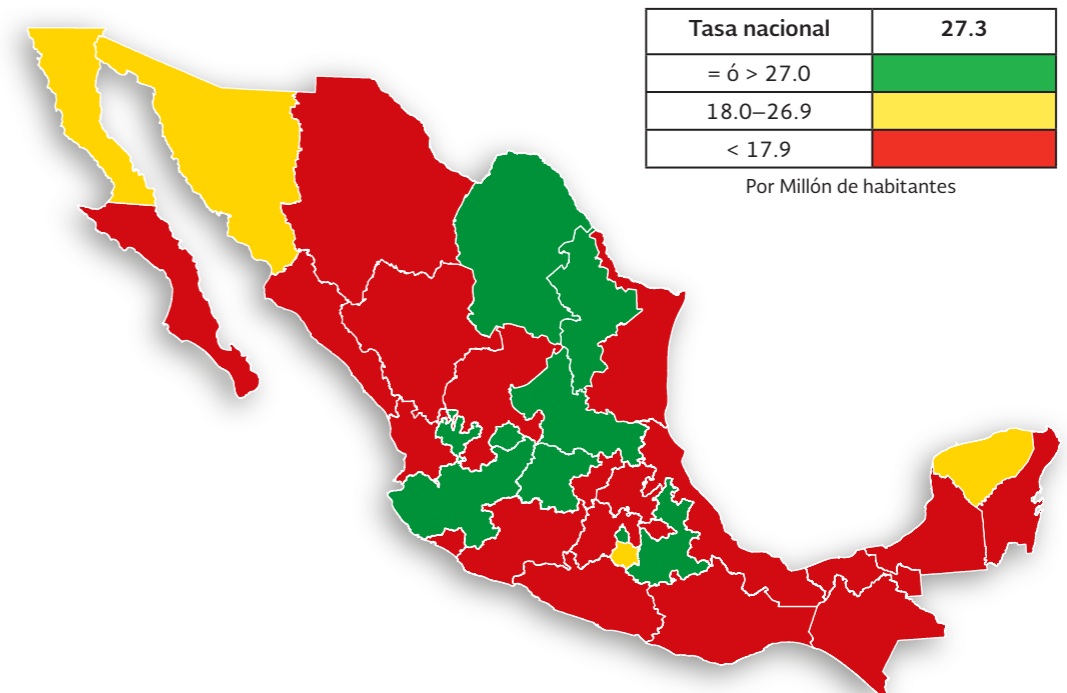 Tasa nacional 27.3
= ó > 27.0
18.0–26.9
< 17.9
Por Millón de habitantes